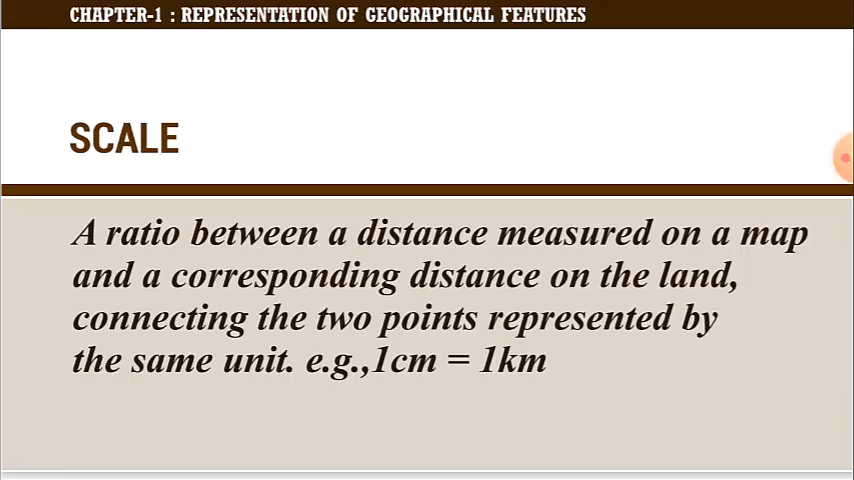 CHAPTER-1 : REPRESENTATION OF GEOGRAPHICAL FEATURES
SCALE
A ratio between a distance measured on a map
and a corresponding distance on the land,
connecting the two points represented by
the same unit. e.g.,1cm = 1km